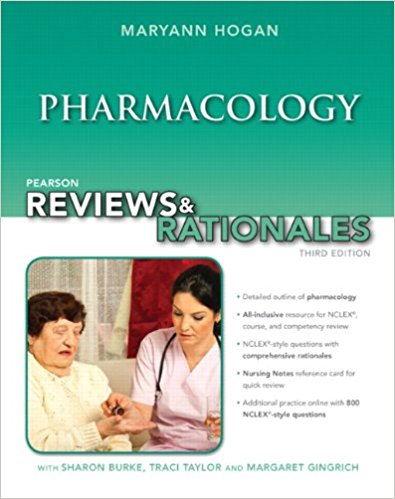 MARYANN HOGAN
PHARMACOLOGY
PEARSON
REVIEWS &
RATIONALES
THIRD EDITION
• Detailed outline of pharmacology
• All-inclusive resource for NCLEX®,
course, and competency review
• NCLEX®-style questions with
comprehensive rationales
• Nursing Notes reference card for
quick review
• Additional practice online with 800
NCLEX®-style questions
WITH SHARON BURKE, TRACI TAYLOR AND MARGARET GINGRICH